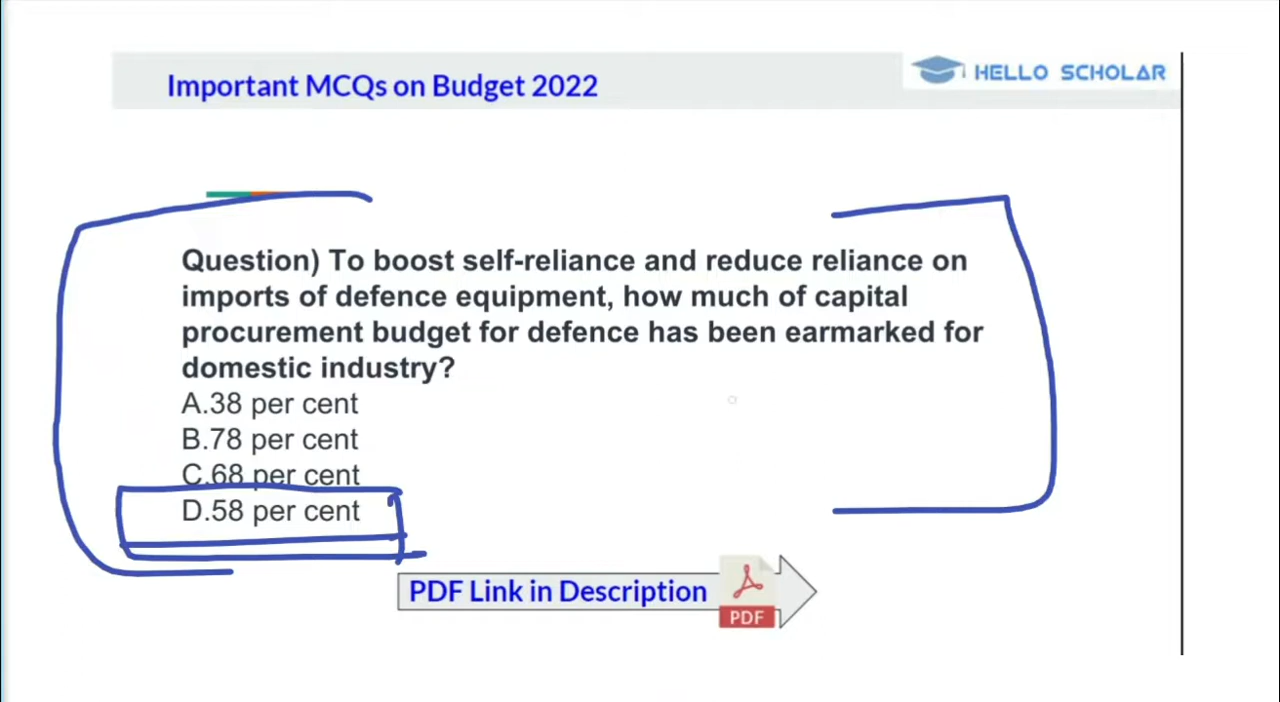 Important MCQs on Budget 2022
HELLO SCHOLAR
Question) To boost self-reliance and reduce reliance on
imports of defence equipment, how much of capital
procurement budget for defence has been earmarked for
domestic industry?
A.38 per cent
B.78 per cent
C.68 per cent
D.58 per cent
PDF Link in Description
PDF